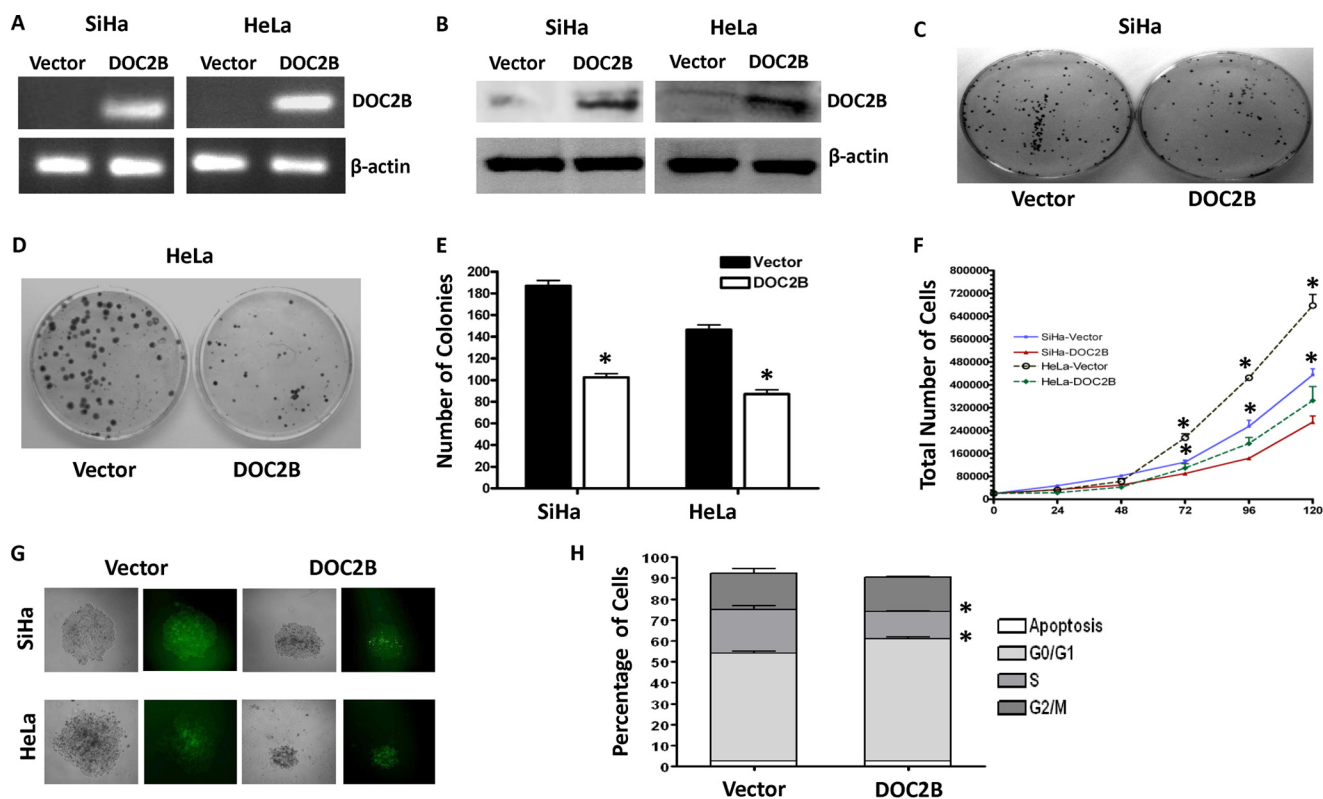 A
SiHa
HeLa
Vector
DOC2B
Vector
DOC2B
DOC2B
β-actin
B
SiHa
HeLa
Vector
DOC2B
Vector
DOC2B
DOC2B
β-actin
C
SiHa
Vector
DOC2B
D
HeLa
Vector
DOC2B
E
Number of Colonies
200
180
160
140
120
100
80
60
40
20
0
Vector
DOC2B
*
*
SiHa
HeLa
F
Total Number of Cells
800000
720000
640000
560000
480000
400000
320000
240000
160000
80000
0
SiHa-Vector
SiHa-DOC2B
HeLa-Vector
HeLa-DOC2B
*
*
*
*
*
*
0
24
48
72
96
120
G
Vector
DOC2B
SiHa
HeLa
H
Percentage of Cells
100
90
80
70
60
50
40
30
20
10
0
*
*
Vector
DOC2B
Apoptosis
G0/G1
S
G2/M